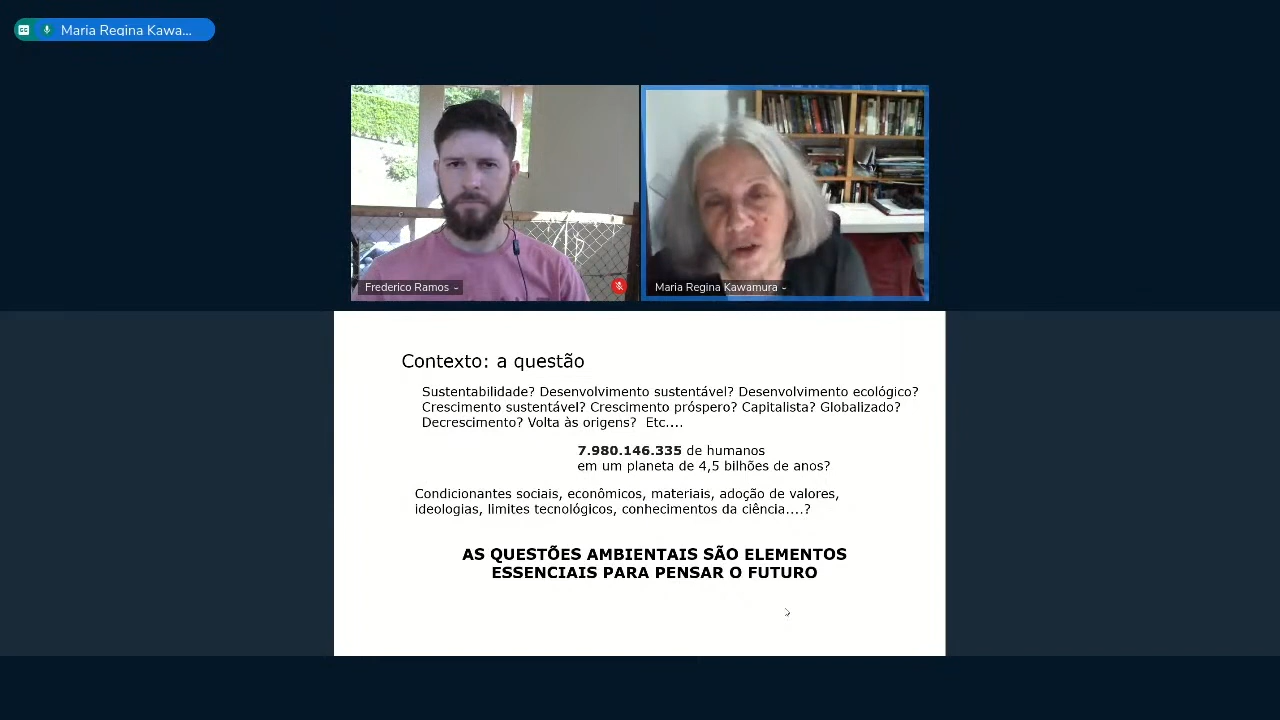 Maria Regina Kawa...
Frederico Ramos
Maria Regina Kawamura
Contexto: a questão
Sustentabilidade? Desenvolvimento sustentável? Desenvolvimento ecológico?
Crescimento sustentável? Crescimento próspero? Capitalista? Globalizado?
Decrescimento? Volta às origens?  Etc....
7.980.146.335 de humanos
em um planeta de 4,5 bilhões de anos?
Condicionantes sociais, econômicos, materiais, adoção de valores,
ideologias, limites tecnológicos, conhecimentos da ciência....?
AS QUESTÕES AMBIENTAIS SÃO ELEMENTOS
ESSENCIAIS PARA PENSAR O FUTURO